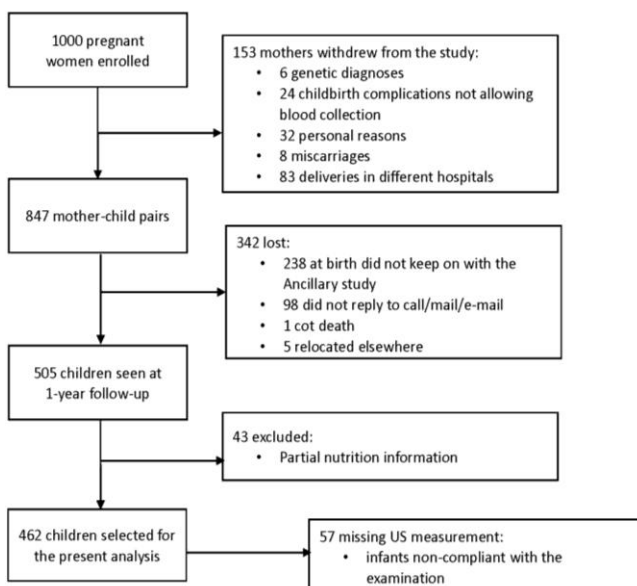 1000 pregnant
women enrolled
153 mothers withdrew from the study:
• 6 genetic diagnoses
• 24 childbirth complications not allowing
blood collection
• 32 personal reasons
• 8 miscarriages
• 83 deliveries in different hospitals
847 mother-child pairs
342 lost:
• 238 at birth did not keep on with the
Ancillary study
• 98 did not reply to call/mail/e-mail
• 1 cot death
• 5 relocated elsewhere
505 children seen at
1-year follow-up
43 excluded:
• Partial nutrition information
462 children selected for
the present analysis
57 missing US measurement:
• infants non-compliant with the
examination